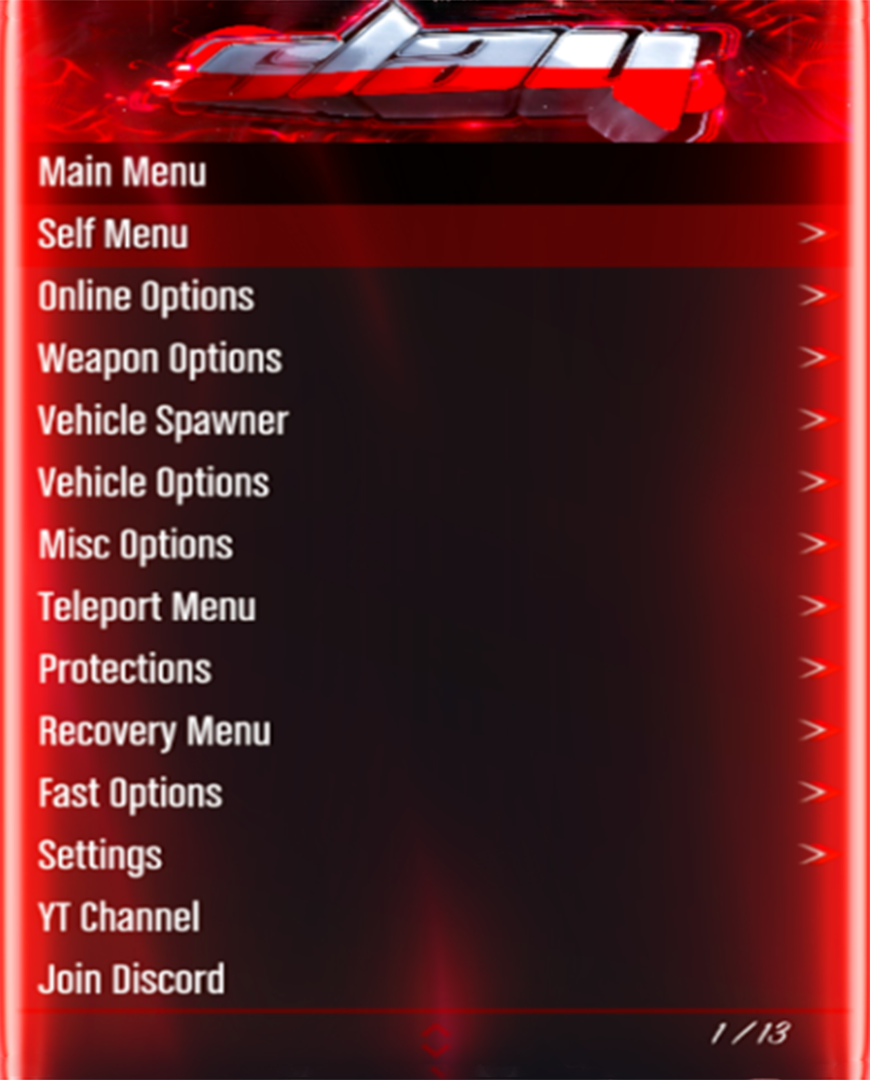 Main Menu
Self Menu >
Online Options >
Weapon Options >
Vehicle Spawner >
Vehicle Options >
Misc Options >
Teleport Menu >
Protections >
Recovery Menu >
Fast Options >
Settings >
YT Channel
Join Discord
1 / 13